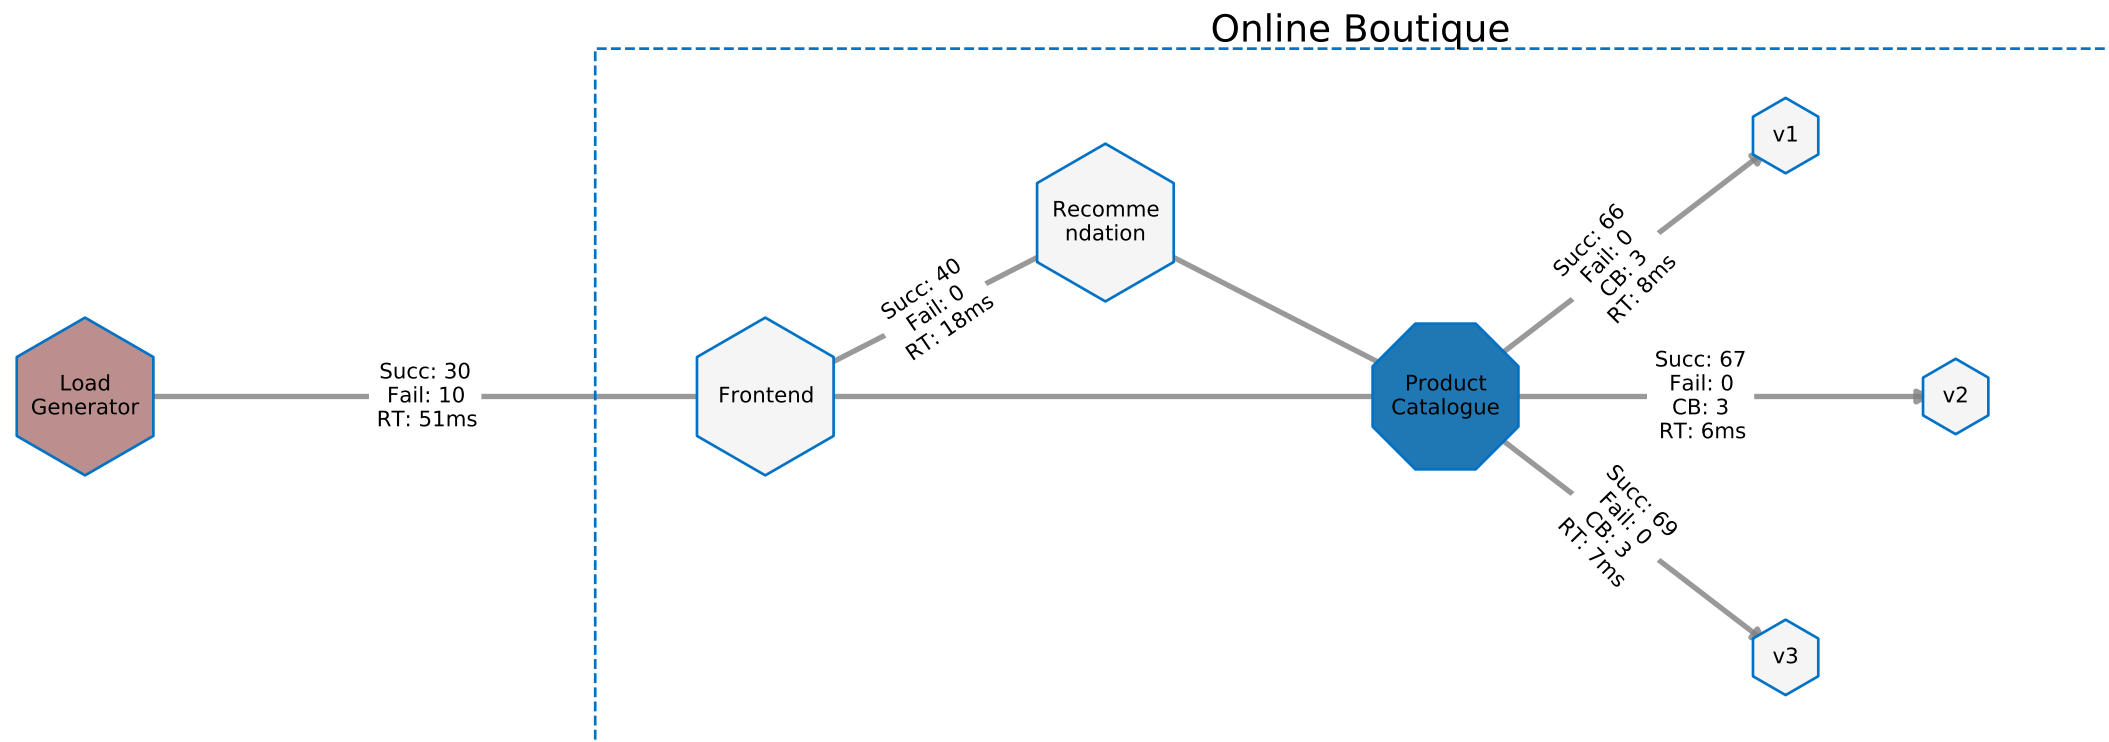 Online Boutique
Load
Generator
Succ: 30
Fail: 10
RT: 51ms
Frontend
Succ: 40
Fail: 0
RT: 18ms
Recomme
ndation
Product
Catalogue
Succ: 66
Fail: 0
CB: 3
RT: 8ms
v1
Succ: 67
Fail: 0
CB: 3
RT: 6ms
v2
Succ: 69
Fail: 0
CB: 3
RT: 7ms
v3